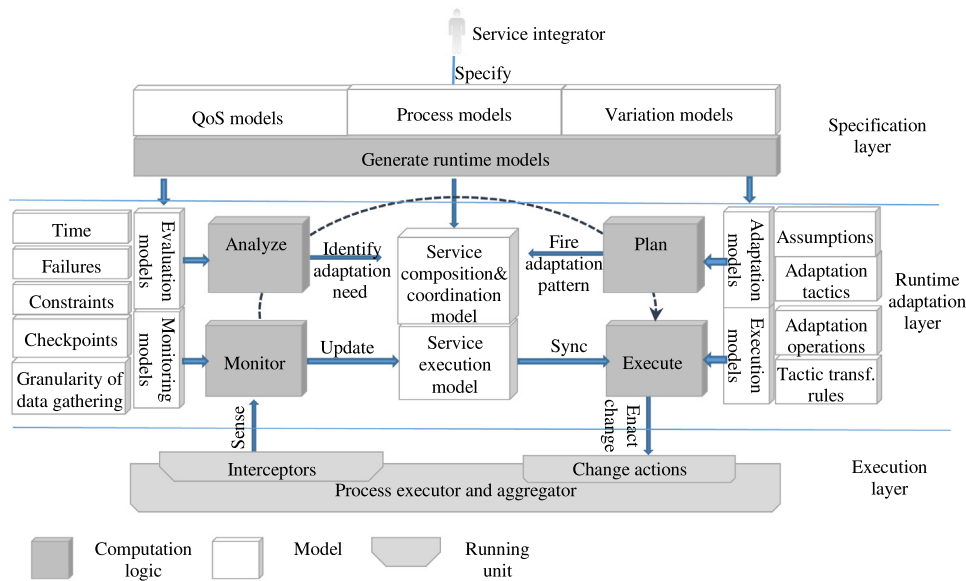 Service integrator
Specify
QoS models
Process models
Variation models
Generate runtime models
Specification
layer
Time
Failures
Constraints
Checkpoints
Granularity of
data gathering
Evaluation
models
Monitoring
models
Analyze
Identify
adaptation
need
Monitor
Update
Service
composition&
coordination
model
Service
execution
model
Fire
adaptation
pattern
Plan
Sync
Execute
Adaptation
models
Execution
models
Assumptions
Adaptation
tactics
Adaptation
operations
Tactic transf.
rules
Runtime
adaptation
layer
Sense
Enact
change
Interceptors
Change actions
Process executor and aggregator
Execution
layer
Computation
logic
Model
Running
unit